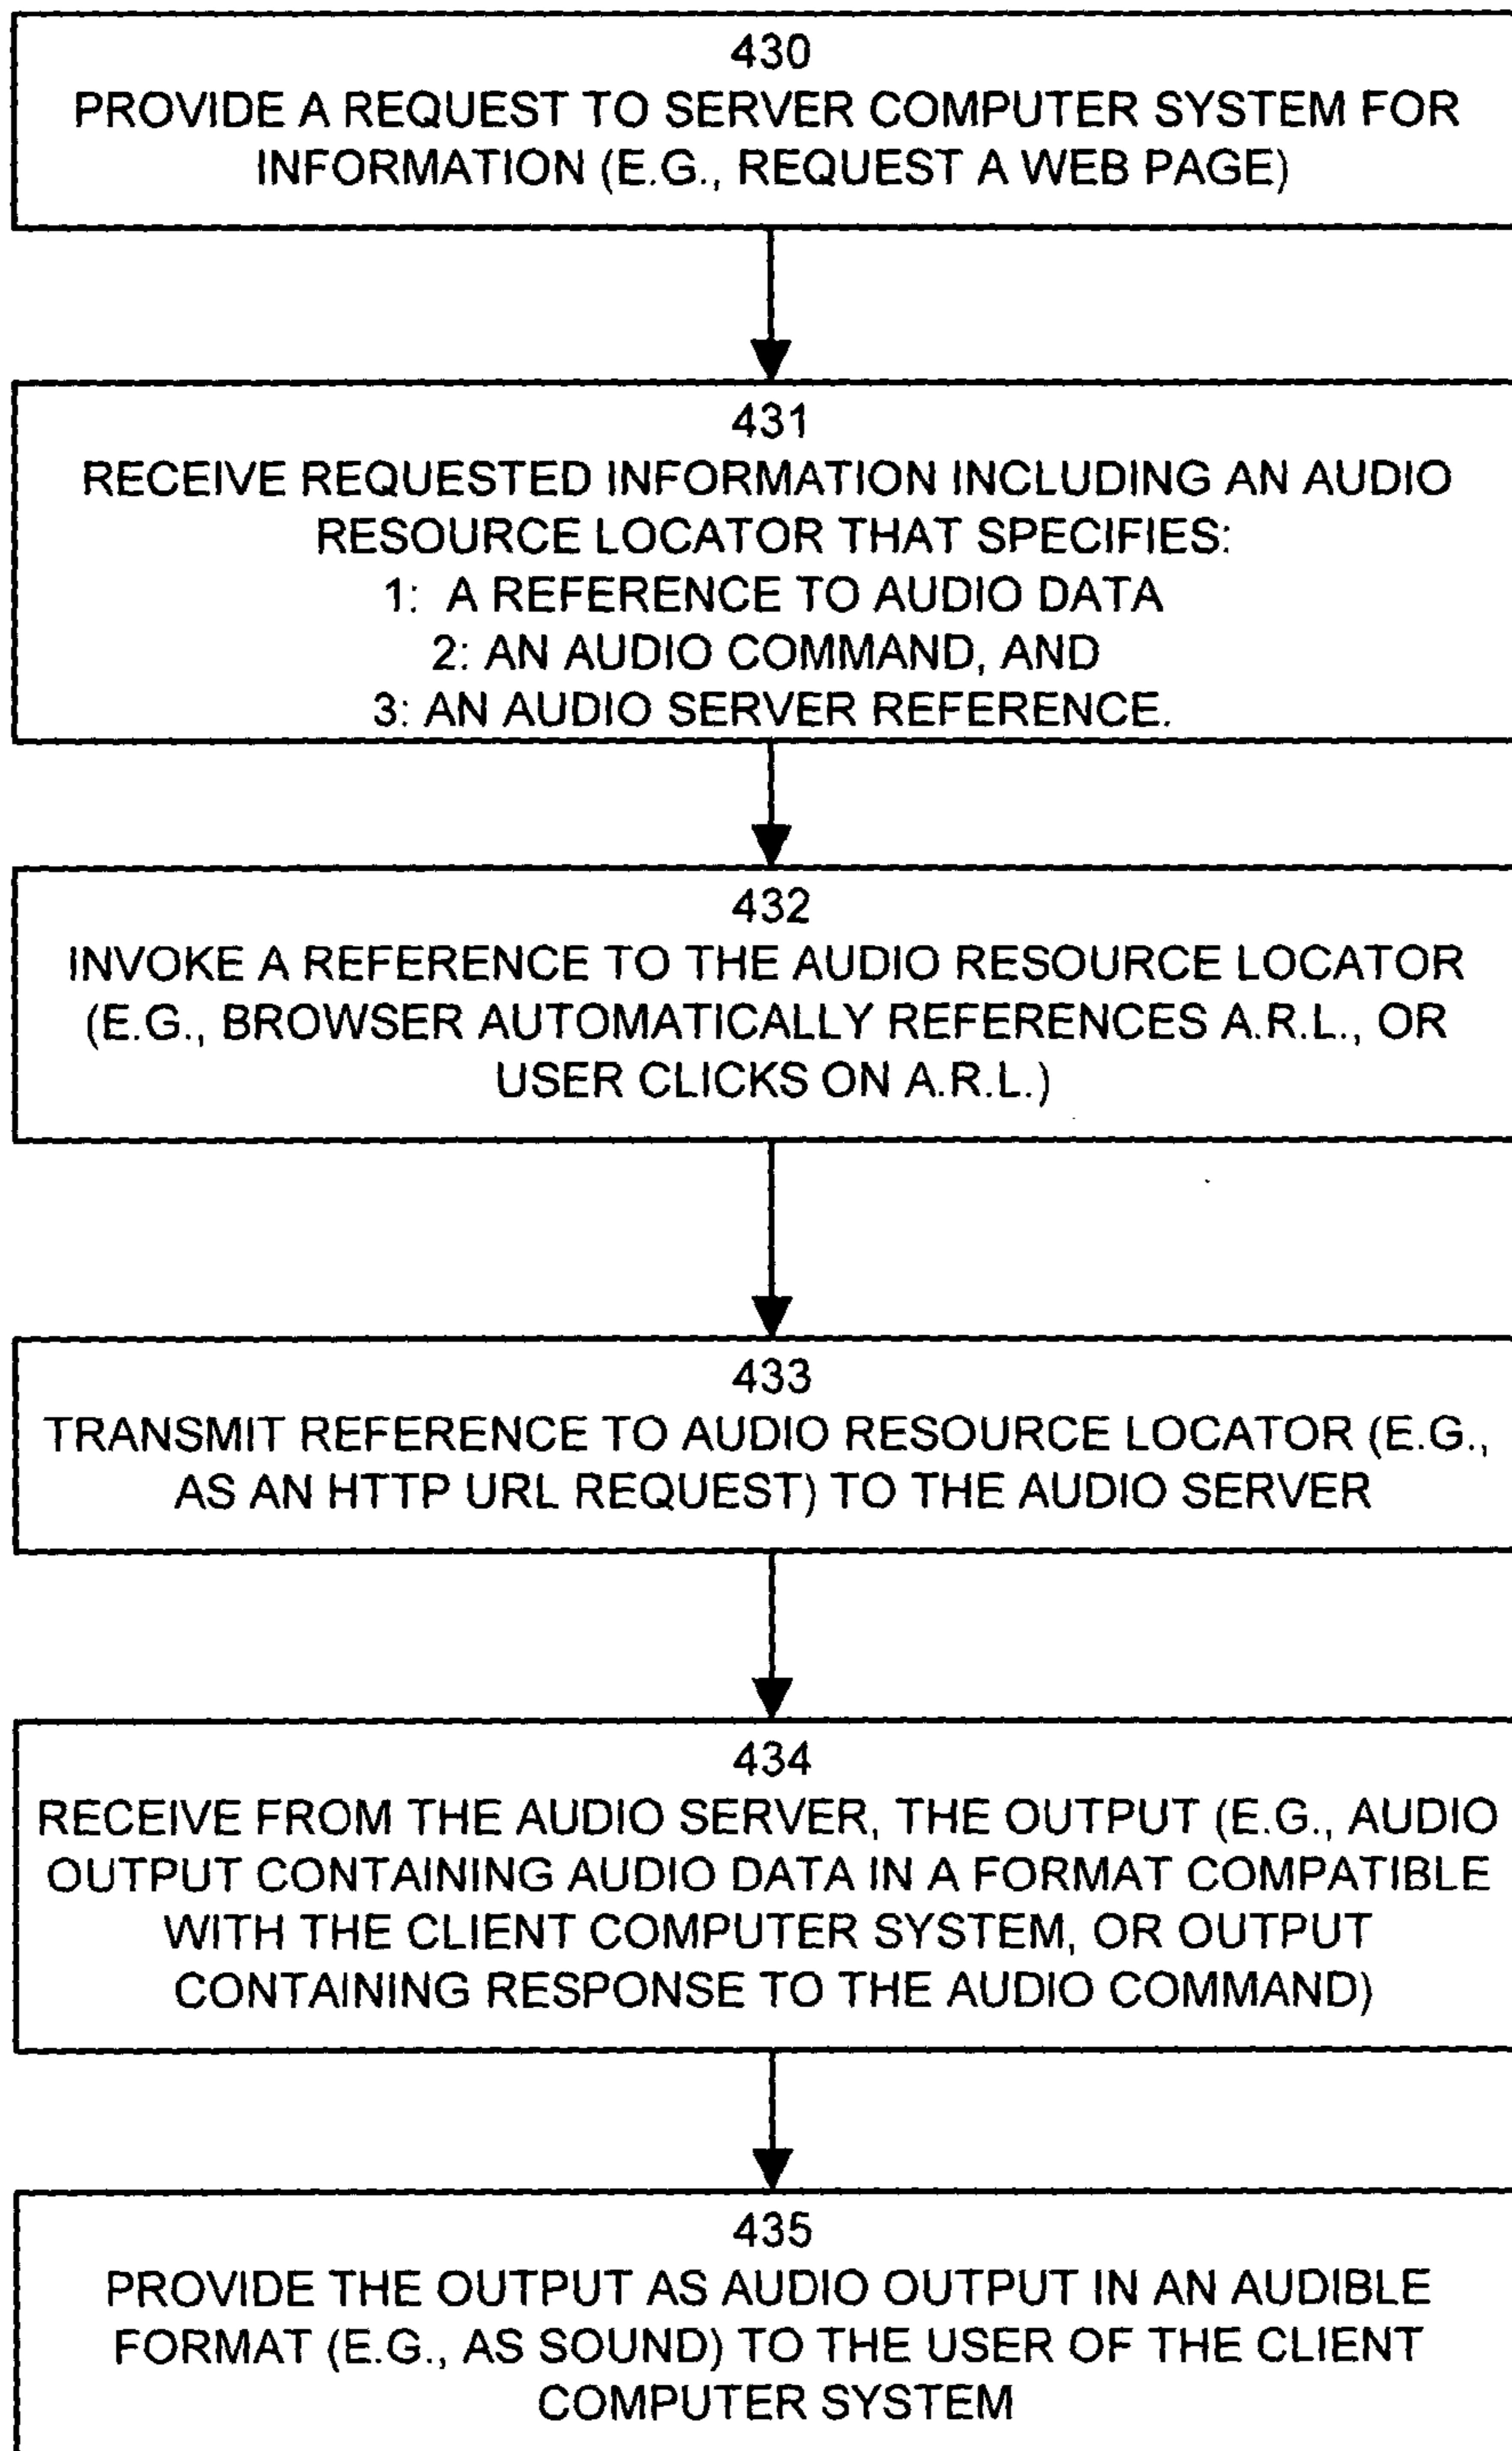 430
PROVIDE A REQUEST TO SERVER COMPUTER SYSTEM FOR
INFORMATION (E.G., REQUEST A WEB PAGE)
431
RECEIVE REQUESTED INFORMATION INCLUDING AN AUDIO
RESOURCE LOCATOR THAT SPECIFIES:
1: A REFERENCE TO AUDIO DATA
2: AN AUDIO COMMAND, AND
3: AN AUDIO SERVER REFERENCE.
432
INVOKE A REFERENCE TO THE AUDIO RESOURCE LOCATOR
(E.G., BROWSER AUTOMATICALLY REFERENCES A.R.L., OR
USER CLICKS ON A.R.L.)
433
TRANSMIT REFERENCE TO AUDIO RESOURCE LOCATOR (E.G.,
AS AN HTTP URL REQUEST) TO THE AUDIO SERVER
434
RECEIVE FROM THE AUDIO SERVER, THE OUTPUT (E.G., AUDIO
OUTPUT CONTAINING AUDIO DATA IN A FORMAT COMPATIBLE
WITH THE CLIENT COMPUTER SYSTEM, OR OUTPUT
CONTAINING RESPONSE TO THE AUDIO COMMAND)
435
PROVIDE THE OUTPUT AS AUDIO OUTPUT IN AN AUDIBLE
FORMAT (E.G., AS SOUND) TO THE USER OF THE CLIENT
COMPUTER SYSTEM